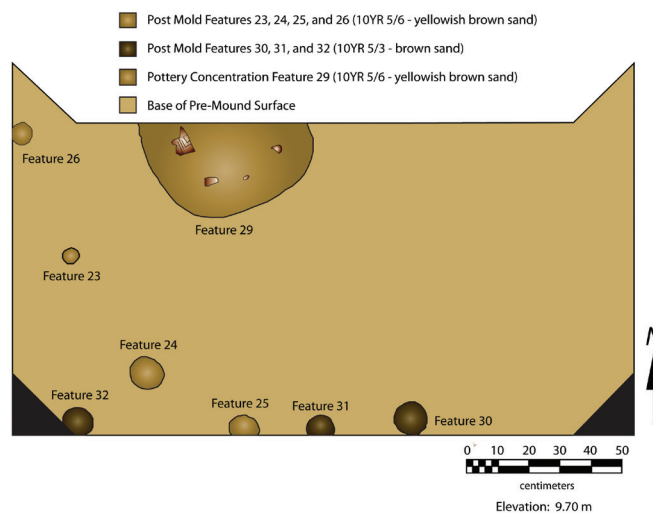 Post Mold Features 23, 24, 25, and 26 (10YR 5/6 - yellowish brown sand)
Post Mold Features 30, 31, and 32 (10YR 5/3 - brown sand)
Pottery Concentration Feature 29 (10YR 5/6 - yellowish brown sand)
Base of Pre-Mound Surface
Feature 26
Feature 29
Feature 23
Feature 24
Feature 32
Feature 25
Feature 31
Feature 30
0 10 20 30 40 50
centimeters
Elevation: 9.70 m